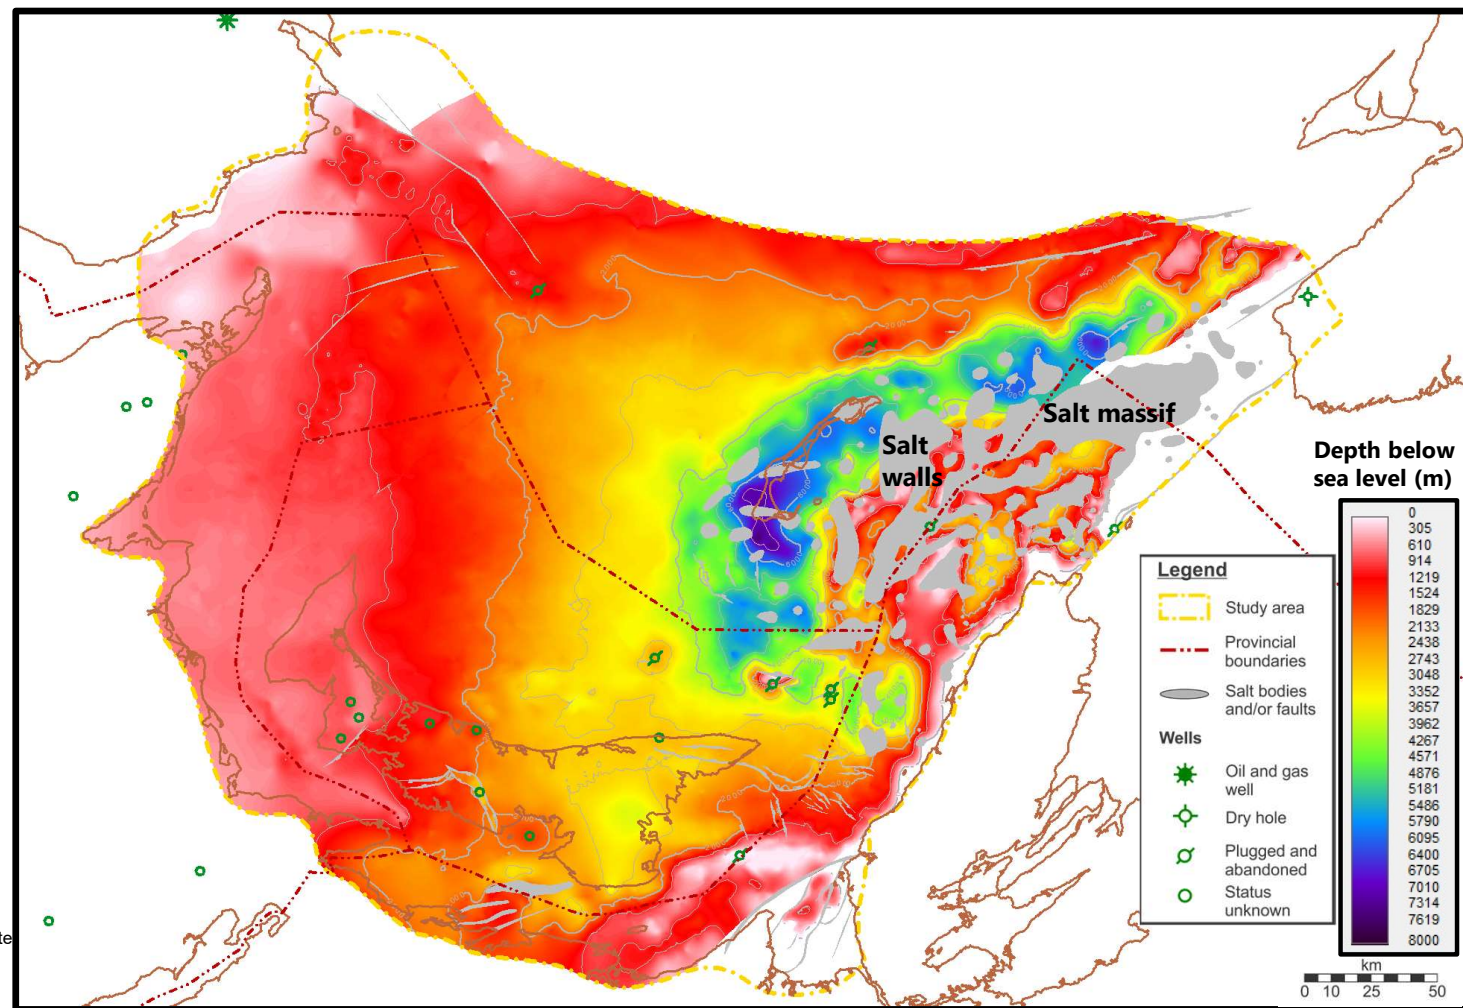 Salt massif
Salt
walls
Depth below
sea level (m)
0
305
610
914
1219
1524
1829
2133
2438
2743
3048
3352
3657
3962
4267
4571
4876
5181
5486
5790
6095
6400
6705
7010
7314
7619
8000
Legend
Study area
Provincial
boundaries
Salt bodies
and/or faults
Wells
Oil and gas
well
Dry hole
Plugged and
abandoned
Status
unknown
te
km
0 10 25 50